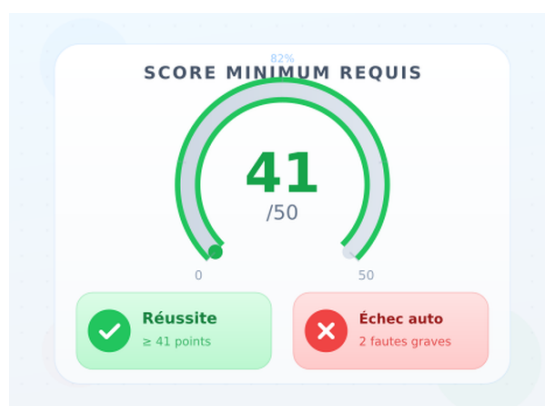 82%
SCORE MINIMUM REQUIS
41
/50
0
50
Réussite
≥ 41 points
Échec auto
2 fautes graves